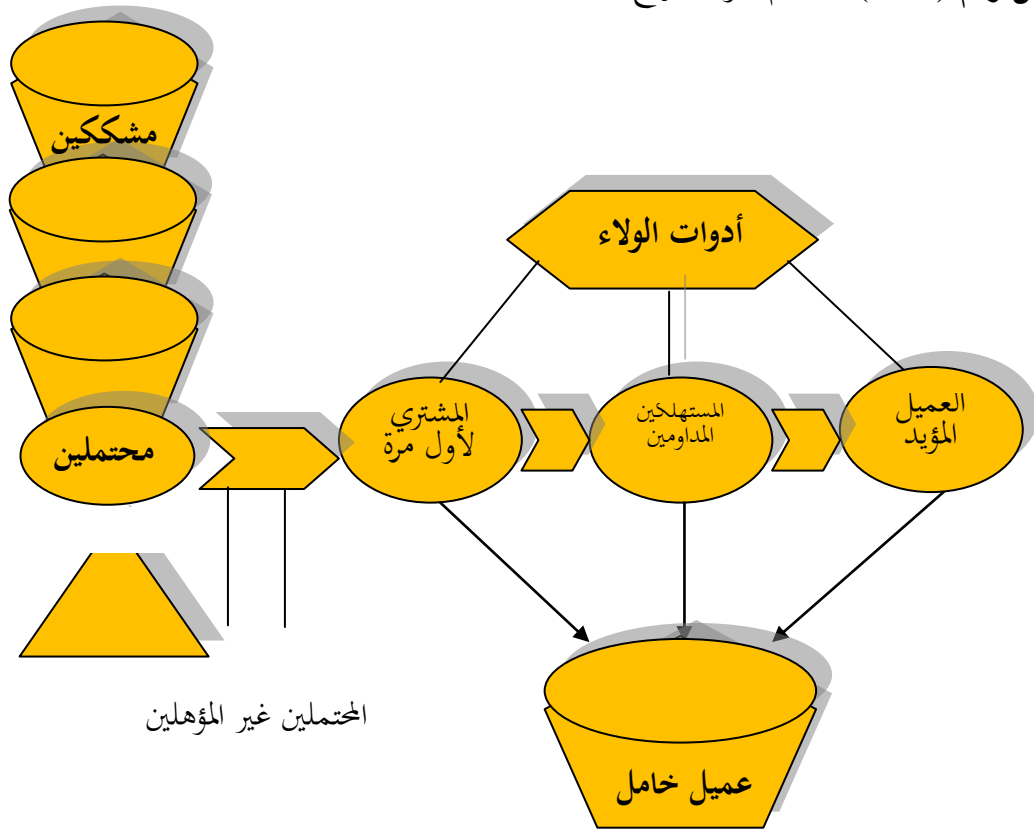 مشككين
أدوات الولاء
المشتري
لأول مرة
المستهلكين
المداومين
العميل
المؤيد
محتملين
المحتملين غير المؤهلين
عميل خامل